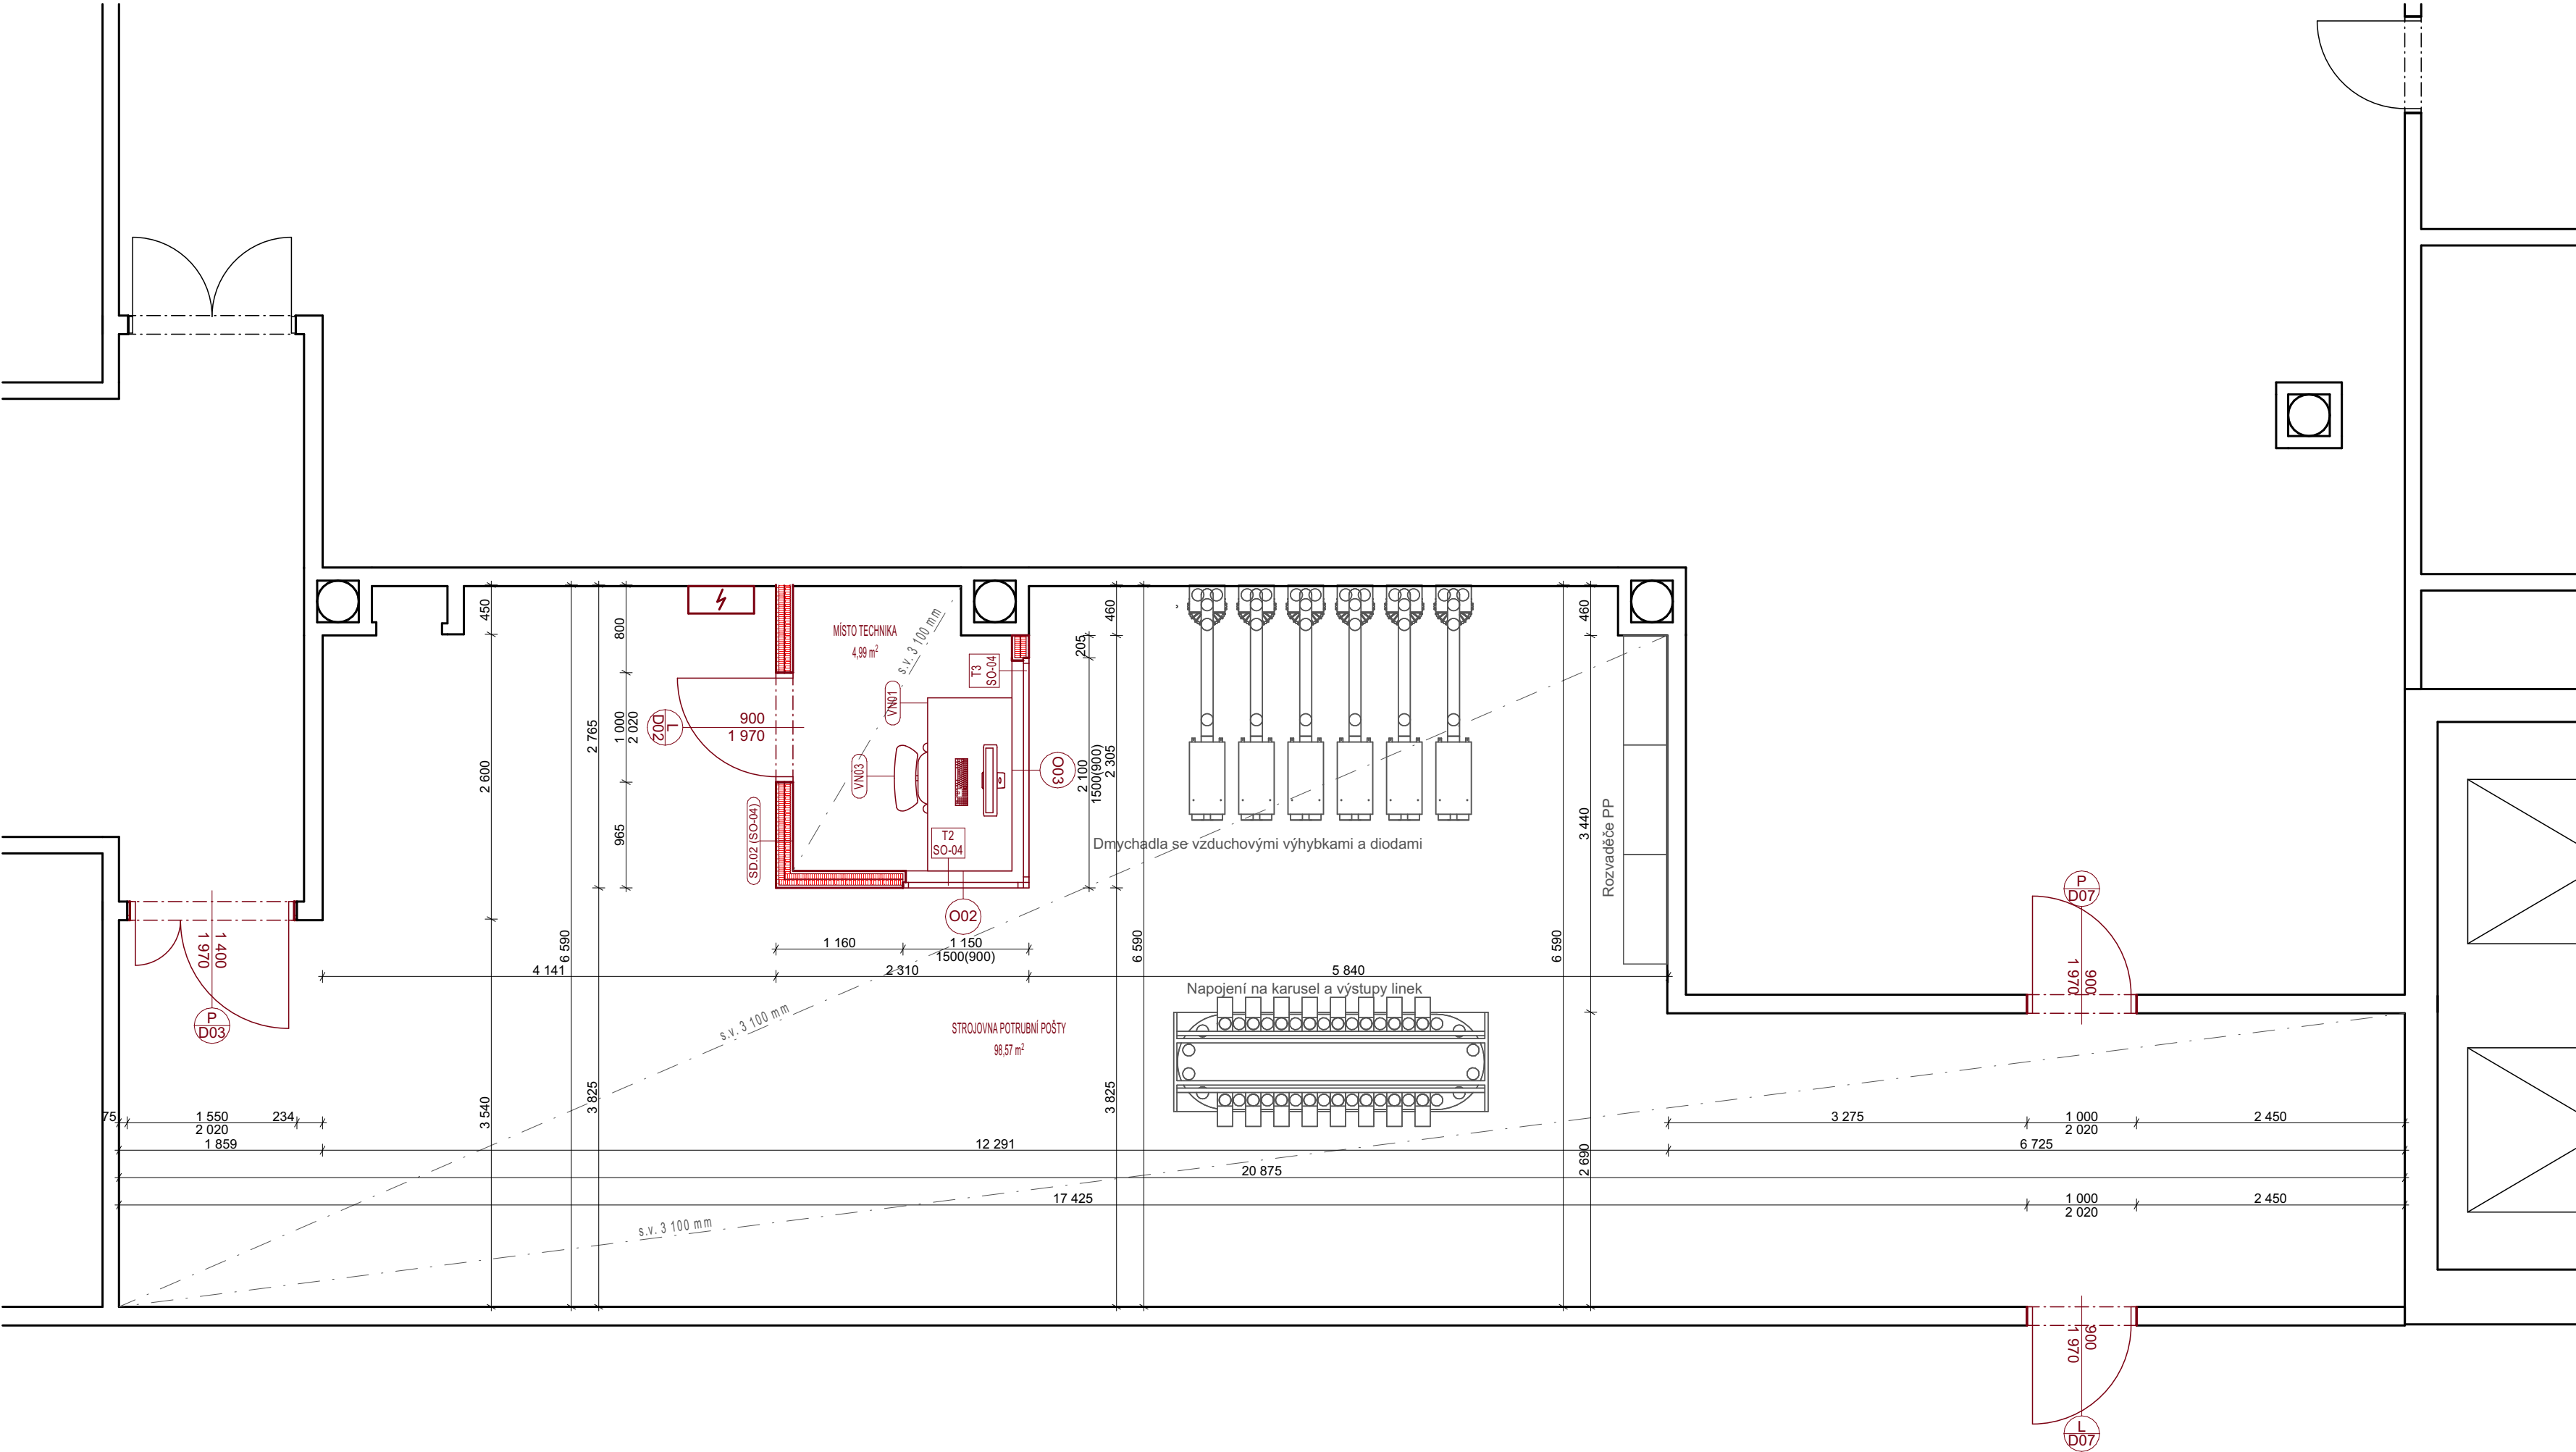 450
800
MÍSTO TECHNIKA
4,99 m²
s.v. 3 100 mm
460
205
460
T3
SO-04
VN01
L
D02
900
1 970
2 765
1 000
2 020
2 600
VN03
O03
2 100
1500(900)
2 305
965
SD.02 (SO-04)
T2
SO-04
Dmychadla se vzduchovými výhybkami a diodami
3 440
Rozvaděče PP
P
D07
900
1 970
O02
6 590
6 590
6 590
1 160
1 150
1500(900)
4 141
2 310
5 840
1 400
1 970
P
D03
Napojení na karusel a výstupy linek
s.v. 3 100 mm
STROJOVNA POTRUBNÍ POŠTY
98,57 m²
75
1 550
2 020
234
3 540
3 825
3 825
3 275
1 000
2 020
2 450
1 859
12 291
2 690
6 725
20 875
17 425
1 000
2 020
2 450
s.v. 3 100 mm
900
1 970
L
D07